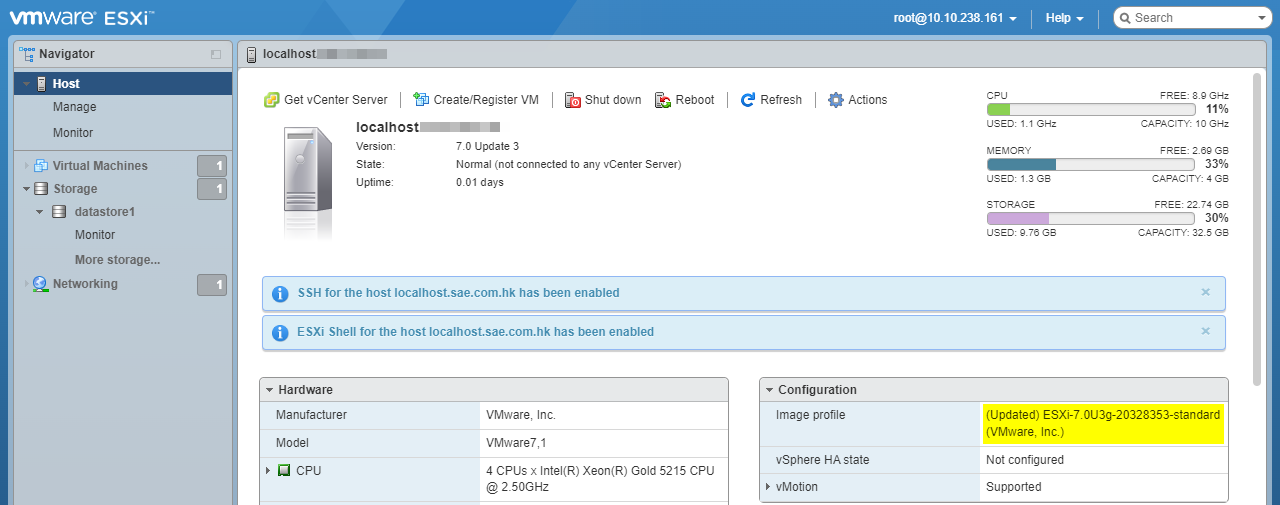 vmware ESXi™
root@10.10.238.161
Help
Search
Navigator
Host
Manage
Monitor
Virtual Machines 1
Storage 1
datastore1
Monitor
More storage...
Networking 1
localhost.
Get vCenter Server
Create/Register VM
Shut down
Reboot
Refresh
Actions
localhost.
Version: 7.0 Update 3
State: Normal (not connected to any vCenter Server)
Uptime: 0.01 days
CPU FREE: 8.9 GHz
11%
USED: 1.1 GHz CAPACITY: 10 GHz
MEMORY FREE: 2.69 GB
33%
USED: 1.3 GB CAPACITY: 4 GB
STORAGE FREE: 22.74 GB
30%
USED: 9.76 GB CAPACITY: 32.5 GB
SSH for the host localhost.sae.com.hk has been enabled
ESXi Shell for the host localhost.sae.com.hk has been enabled
Hardware
Manufacturer VMware, Inc.
Model VMware7,1
CPU 4 CPUs x Intel(R) Xeon(R) Gold 5215 CPU
@ 2.50GHz
Configuration
Image profile (Updated) ESXi-7.0U3g-20328353-standard
(VMware, Inc.)
vSphere HA state Not configured
vMotion Supported